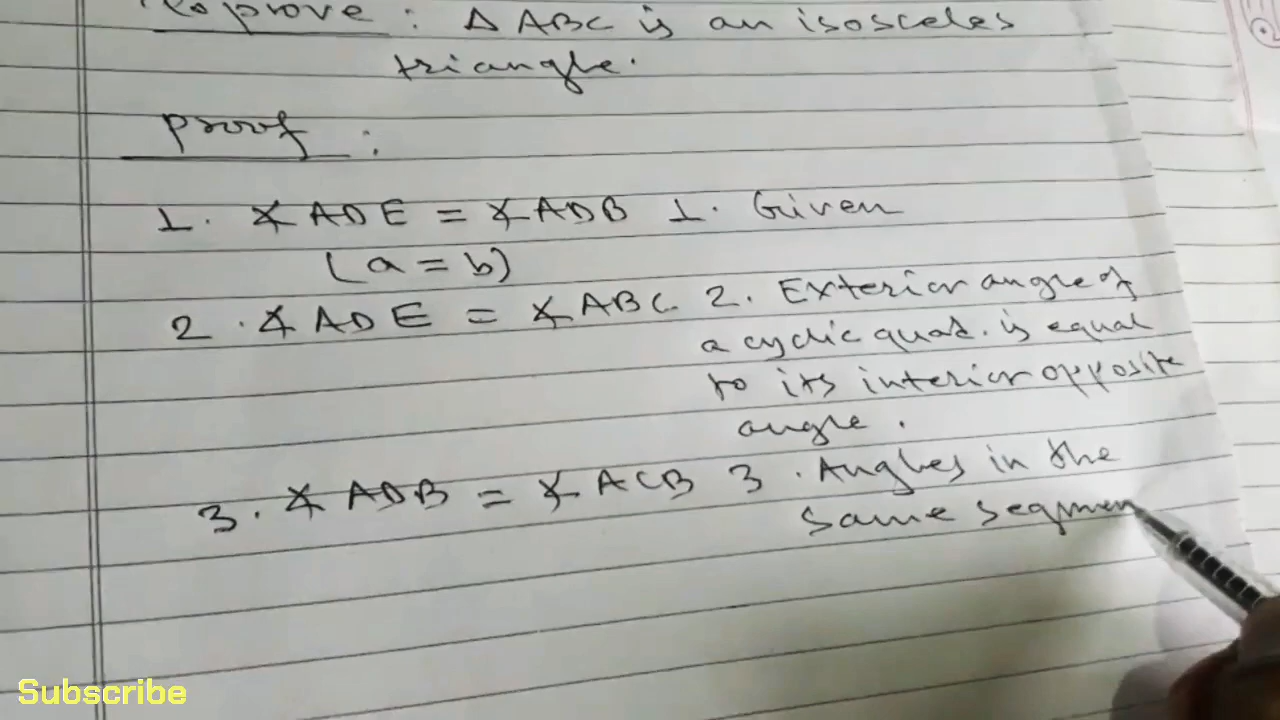 To prove : △ABC is an isosceles
triangle.
Proof :
1. ∡ADE = ∡ADB 1. Given
(a = b)
2. ∡ADE = ∡ABC 2. Exterior angle of
a cyclic quad. is equal
to its interior opposite
angle.
3. ∡ADB = ∡ACB 3. Angles in the
same segmen
Subscribe